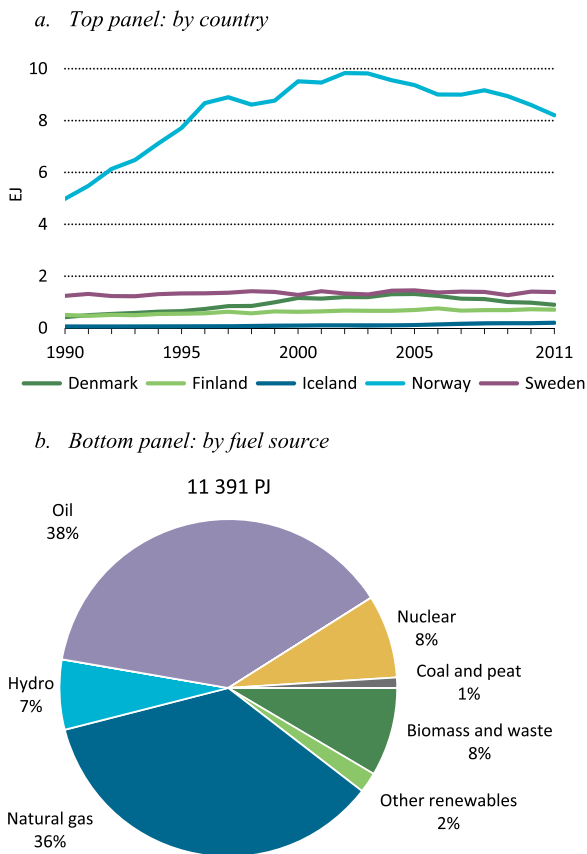 a. Top panel: by country
10
8
6
EJ
4
2
0
1990 1995 2000 2005 2011
Denmark Finland Iceland Norway Sweden
b. Bottom panel: by fuel source
11 391 PJ
Oil
38%
Nuclear
8%
Coal and peat
1%
Hydro
7%
Biomass and waste
8%
Other renewables
2%
Natural gas
36%